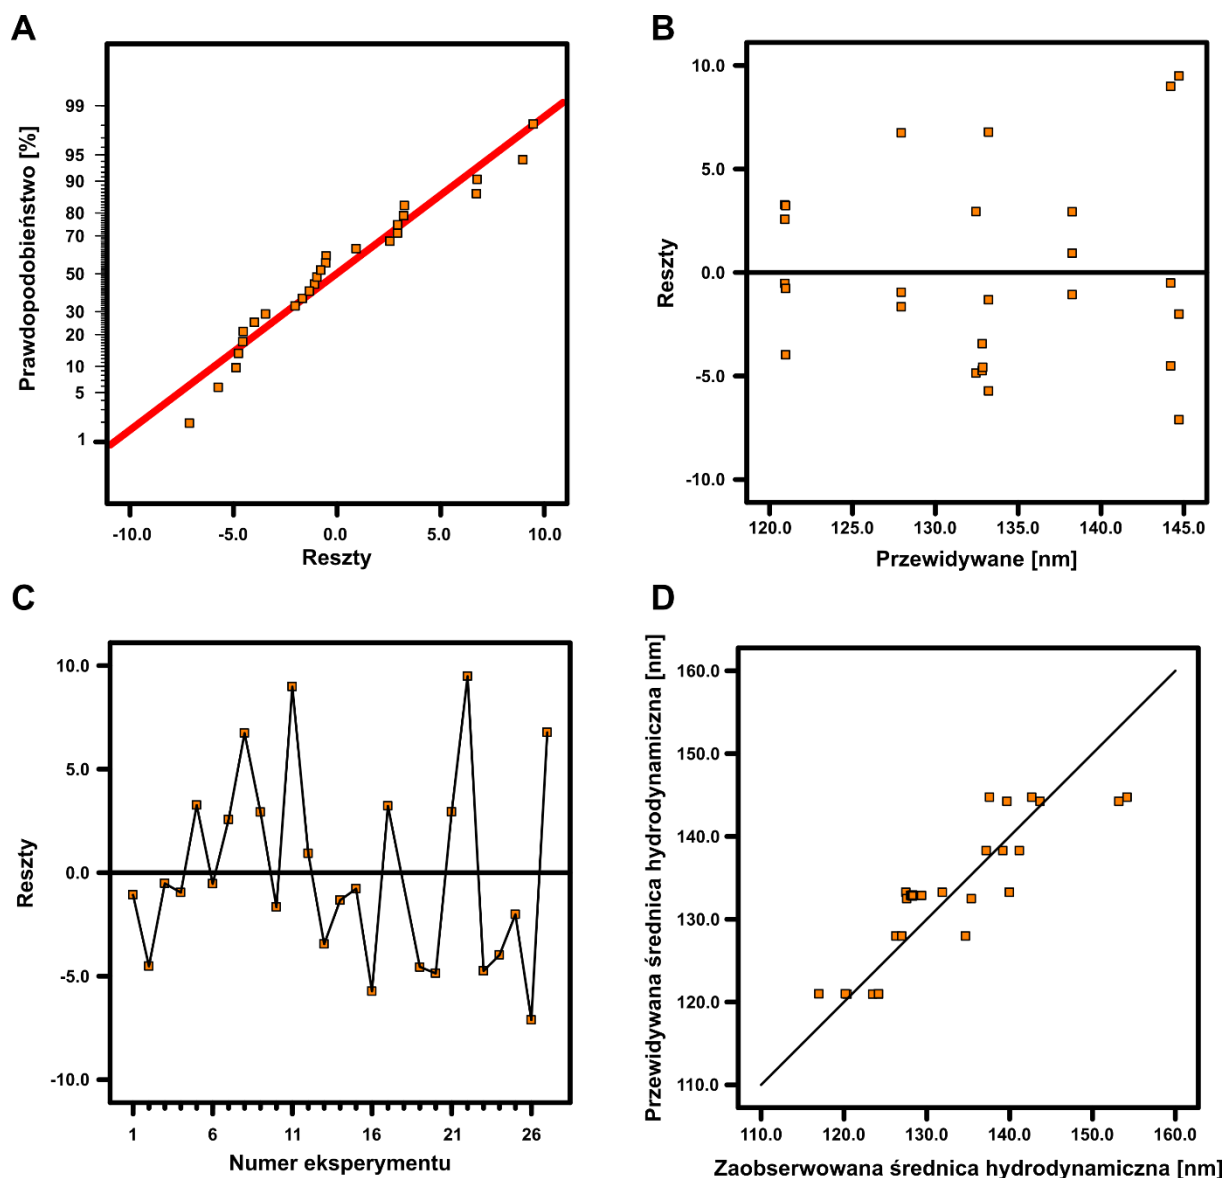 A
Prawdopodobieństwo [%]
99
95
90
80
70
50
30
20
10
5
1
-10.0 -5.0 0.0 5.0 10.0
Reszty
B
Reszty
10.0
5.0
0.0
-5.0
-10.0
120.0 125.0 130.0 135.0 140.0 145.0
Przewidywane [nm]
C
Reszty
10.0
5.0
0.0
-5.0
-10.0
1 6 11 16 21 26
Numer eksperymentu
D
Przewidywana średnica hydrodynamiczna [nm]
160.0
150.0
140.0
130.0
120.0
110.0
110.0 120.0 130.0 140.0 150.0 160.0
Zaobserwowana średnica hydrodynamiczna [nm]